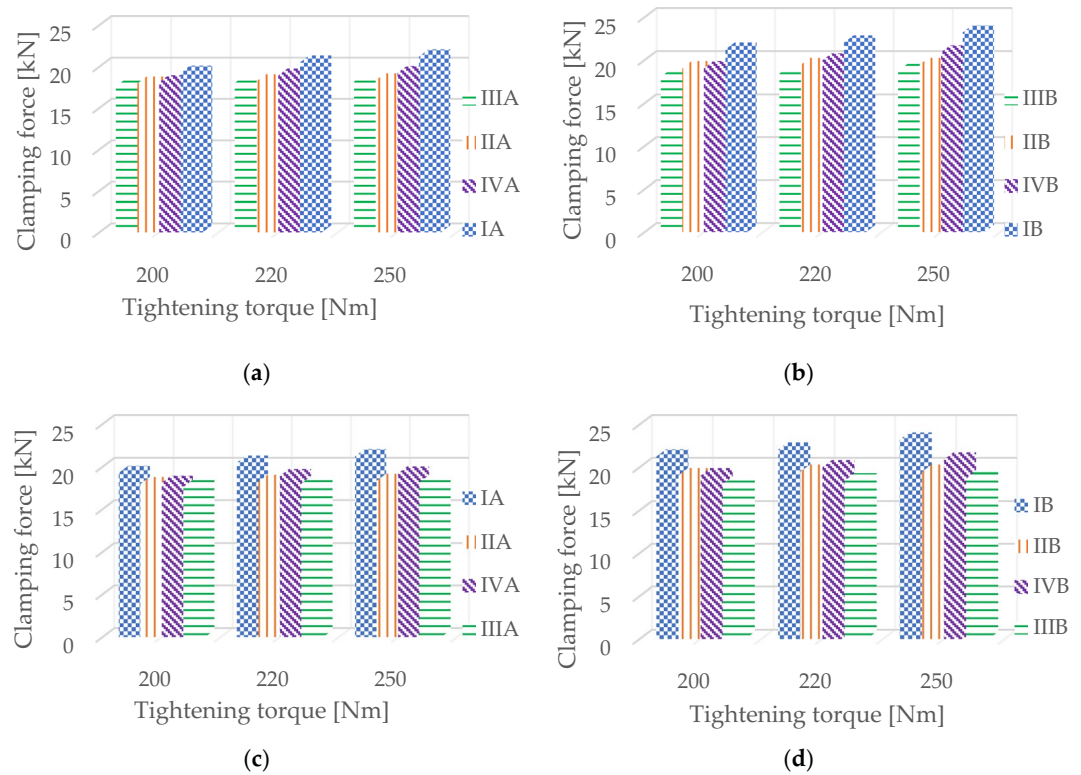 Clamping force [kN]
25
20
15
10
5
0
200 220 250
Tightening torque [Nm]
IIIA
IIA
IVA
IA
(a)
Clamping force [kN]
25
20
15
10
5
0
200 220 250
Tightening torque [Nm]
IIIB
IIB
IVB
IB
(b)
Clamping force [kN]
25
20
15
10
5
0
200 220 250
Tightening torque [Nm]
IA
IIA
IVA
IIIA
(c)
Clamping force [kN]
25
20
15
10
5
0
200 220 250
Tightening torque [Nm]
IB
IIB
IVB
IIIB
(d)